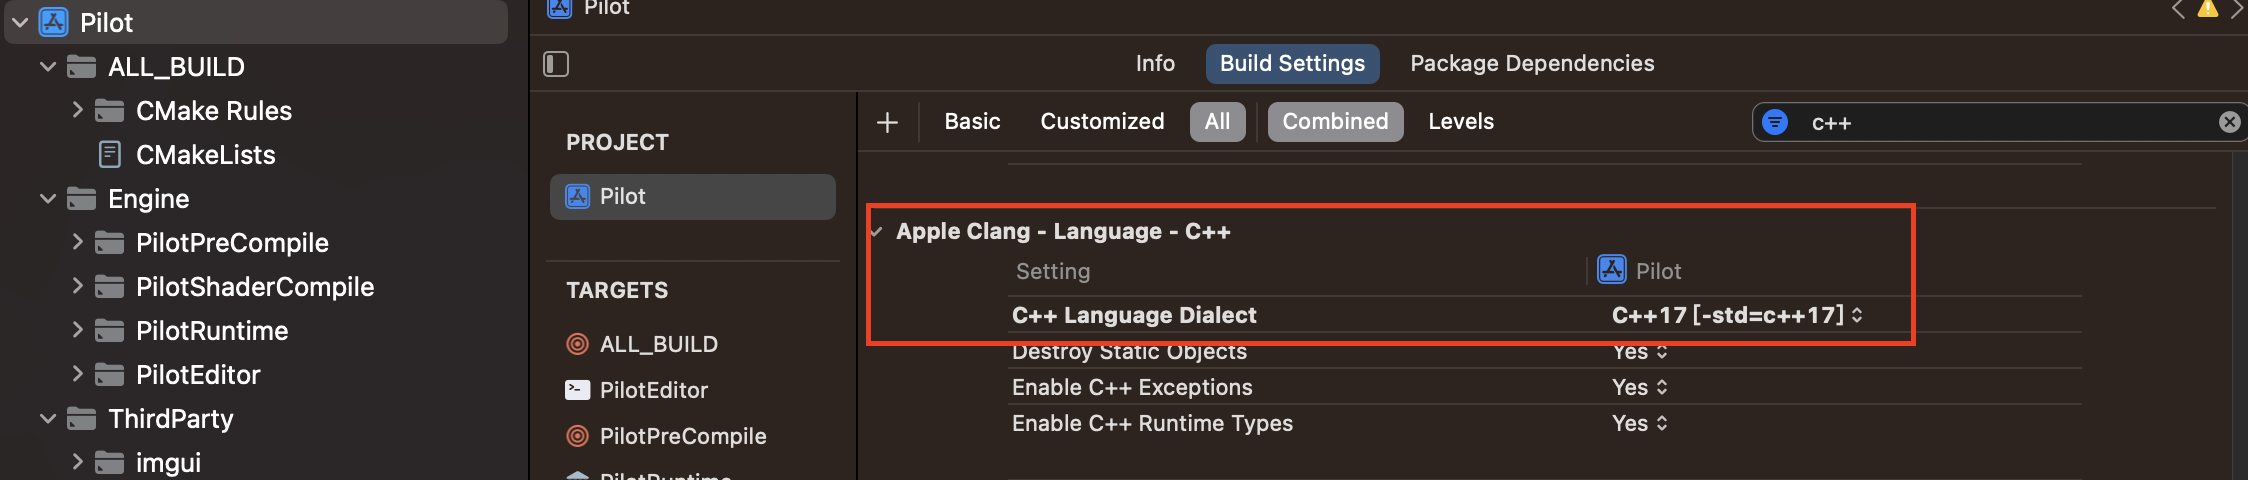 Pilot
ALL_BUILD
CMake Rules
CMakeLists
Engine
PilotPreCompile
PilotShaderCompile
PilotRuntime
PilotEditor
ThirdParty
imgui
Pilot
Info Build Settings Package Dependencies
+ Basic Customized All Combined Levels c++
PROJECT
Pilot
TARGETS
ALL_BUILD
PilotEditor
PilotPreCompile
PilotRuntime
Apple Clang - Language - C++
Setting Pilot
C++ Language Dialect C++17 [-std=c++17]
Destroy Static Objects Yes
Enable C++ Exceptions Yes
Enable C++ Runtime Types Yes